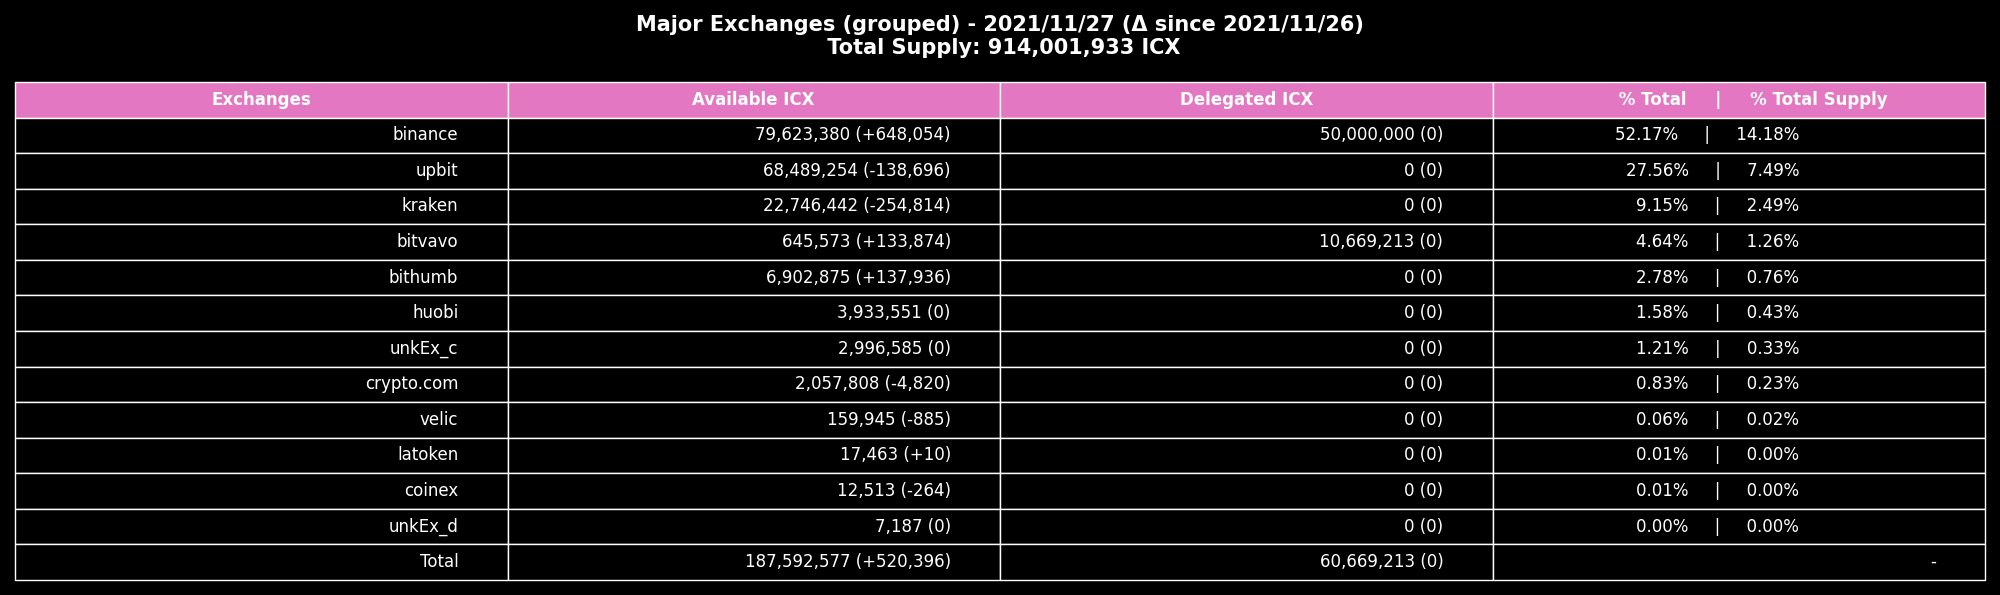 Major Exchanges (grouped) - 2021/11/27 (Δ since 2021/11/26)
Total Supply: 914,001,933 ICX
Exchanges Available ICX Delegated ICX % Total | % Total Supply
binance 79,623,380 (+648,054) 50,000,000 (0) 52.17% | 14.18%
upbit 68,489,254 (-138,696) 0 (0) 27.56% | 7.49%
kraken 22,746,442 (-254,814) 0 (0) 9.15% | 2.49%
bitvavo 645,573 (+133,874) 10,669,213 (0) 4.64% | 1.26%
bithumb 6,902,875 (+137,936) 0 (0) 2.78% | 0.76%
huobi 3,933,551 (0) 0 (0) 1.58% | 0.43%
unkEx_c 2,996,585 (0) 0 (0) 1.21% | 0.33%
crypto.com 2,057,808 (-4,820) 0 (0) 0.83% | 0.23%
velic 159,945 (-885) 0 (0) 0.06% | 0.02%
latoken 17,463 (+10) 0 (0) 0.01% | 0.00%
coinex 12,513 (-264) 0 (0) 0.01% | 0.00%
unkEx_d 7,187 (0) 0 (0) 0.00% | 0.00%
Total 187,592,577 (+520,396) 60,669,213 (0) -